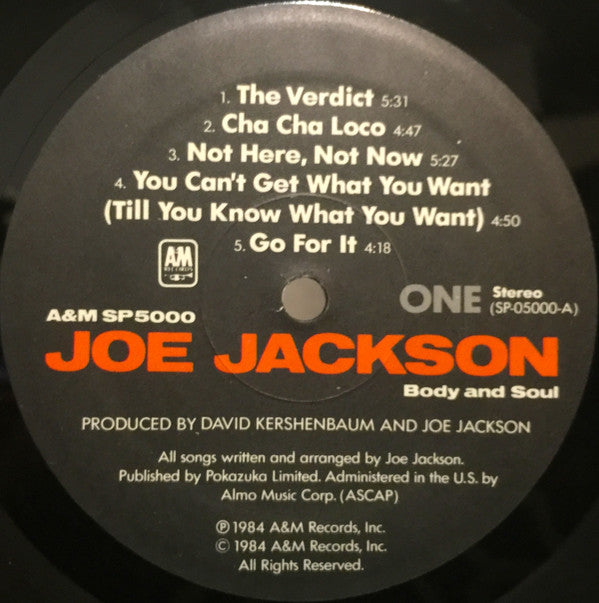 1. The Verdict 5:31
2. Cha Cha Loco 4:47
3. Not Here, Not Now 5:27
4. You Can't Get What You Want
(Till You Know What You Want) 4:50
5. Go For It 4:18
A&M
RECORDS
ONE Stereo
(SP-05000-A)
A&M SP5000
JOE JACKSON
Body and Soul
PRODUCED BY DAVID KERSHENBAUM AND JOE JACKSON
All songs written and arranged by Joe Jackson.
Published by Pokazuka Limited. Administered in the U.S. by
Almo Music Corp. (ASCAP)
℗ 1984 A&M Records, Inc.
© 1984 A&M Records, Inc.
All Rights Reserved.